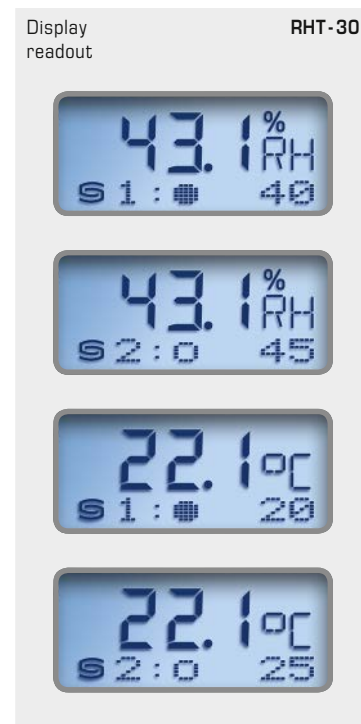 Display RHT-30
readout
43.1 % RH
S1:● 40
43.1 % RH
S2:○ 45
22.1 °C
S1:● 20
22.1 °C
S2:○ 25